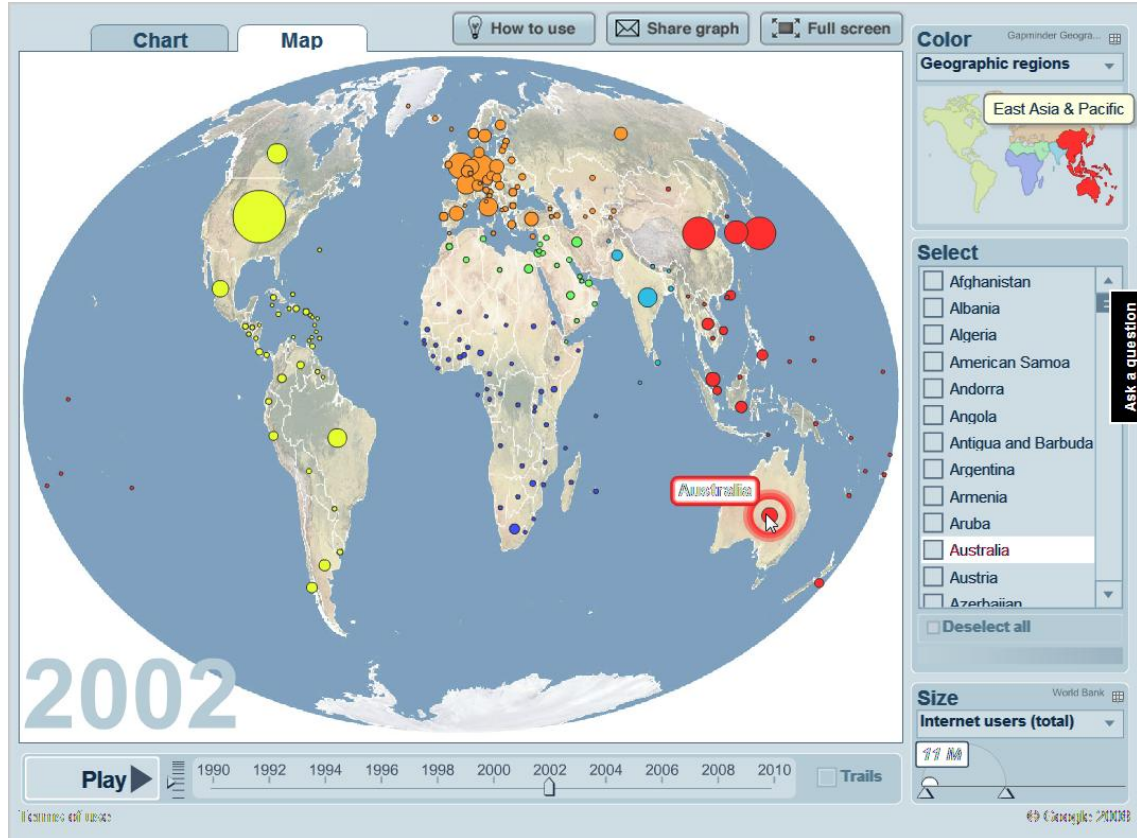 Chart
Map
How to use
Share graph
Full screen
Color
Gapminder Geogra...
Geographic regions
East Asia & Pacific
Select
Afghanistan
Albania
Algeria
American Samoa
Andorra
Angola
Antigua and Barbuda
Argentina
Armenia
Aruba
Australia
Austria
Azerbaijan
Deselect all
Ask a question
Australia
2002
Size
World Bank
Internet users (total)
11 M
Play
1990 1992 1994 1996 1998 2000 2002 2004 2006 2008 2010
Trails
Terms of use
© Google 2008